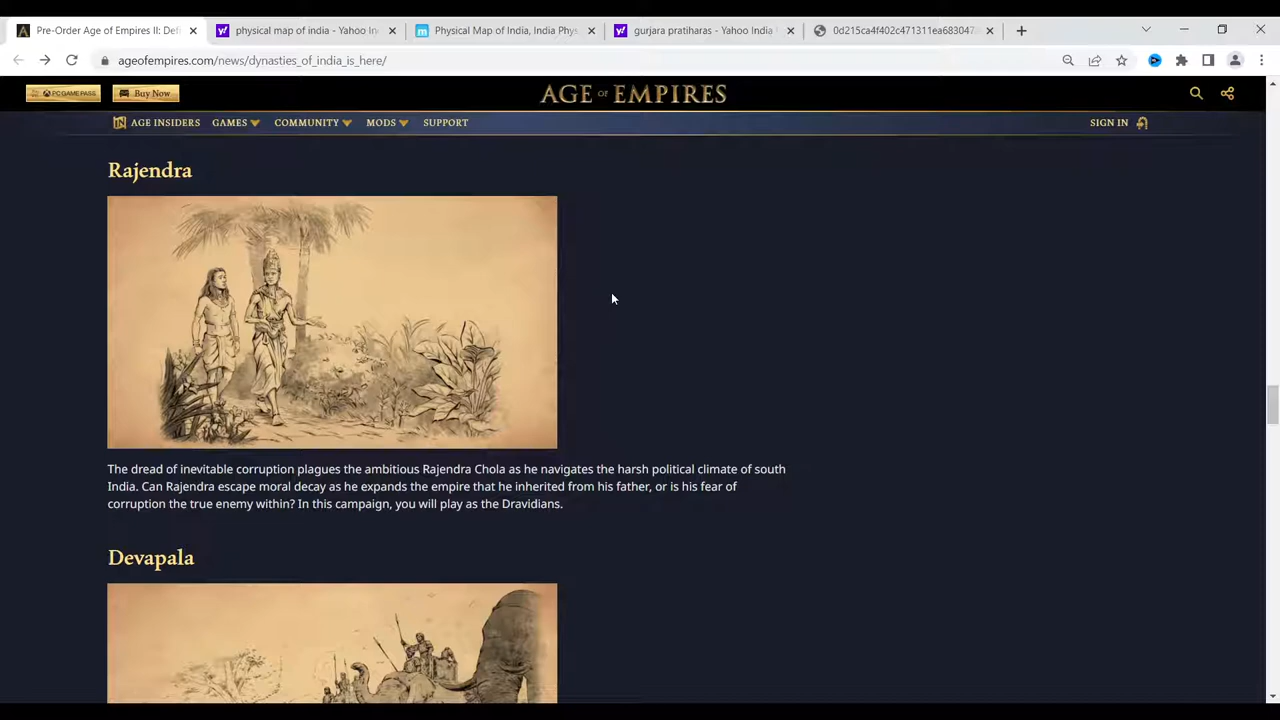 Pre-Order Age of Empires II: Defi
physical map of india - Yahoo In
Physical Map of India, India Phys
gurjara pratiharas - Yahoo India
0d215ca4f402c471311ea683047
ageofempires.com/news/dynasties_of_india_is_here/
PC GAME PASS
Buy Now
AGE OF EMPIRES
AGE INSIDERS GAMES COMMUNITY MODS SUPPORT SIGN IN
Rajendra
The dread of inevitable corruption plagues the ambitious Rajendra Chola as he navigates the harsh political climate of south
India. Can Rajendra escape moral decay as he expands the empire that he inherited from his father, or is his fear of
corruption the true enemy within? In this campaign, you will play as the Dravidians.
Devapala